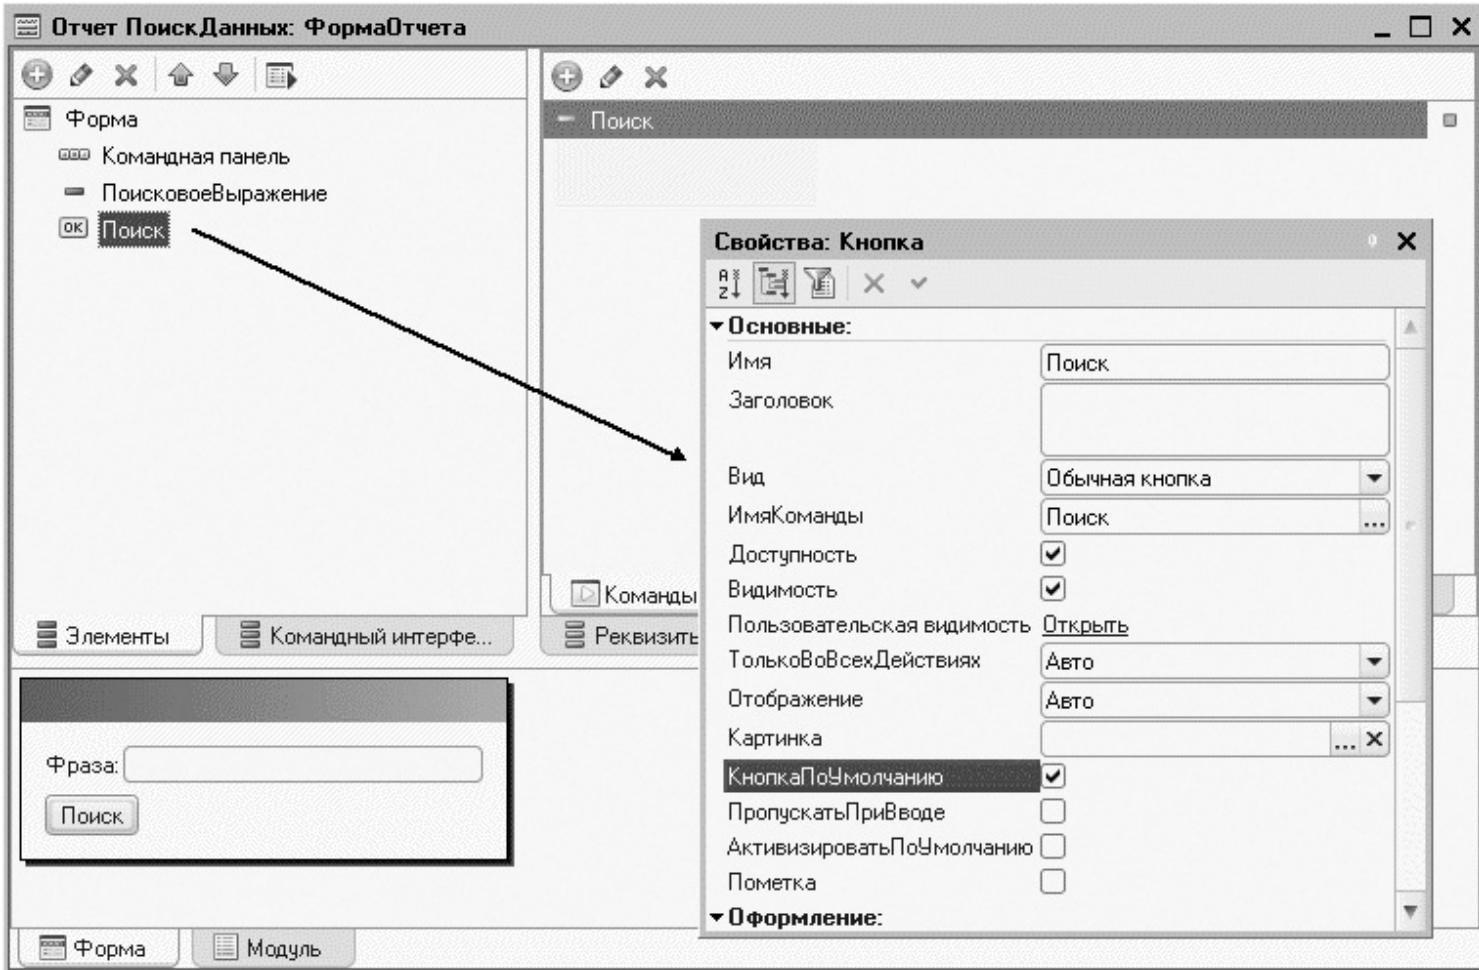 Отчет ПоискДанных: ФормаОтчета
Форма
Командная панель
ПоисковоеВыражение
OK Поиск
Элементы
Командный интерфе...
Поиск
Команды
Реквизиты
Свойства: Кнопка
Основные:
Имя
Поиск
Заголовок
Вид
Обычная кнопка
ИмяКоманды
Поиск
...
Доступность
Видимость
Пользовательская видимость
Открыть
ТолькоВоВсехДействиях
Авто
Отображение
Авто
Картинка
...
КнопкаПоУмолчанию
ПропускатьПриВводе
АктивизироватьПоУмолчанию
Пометка
Оформление:
Фраза:
Поиск
Форма
Модуль